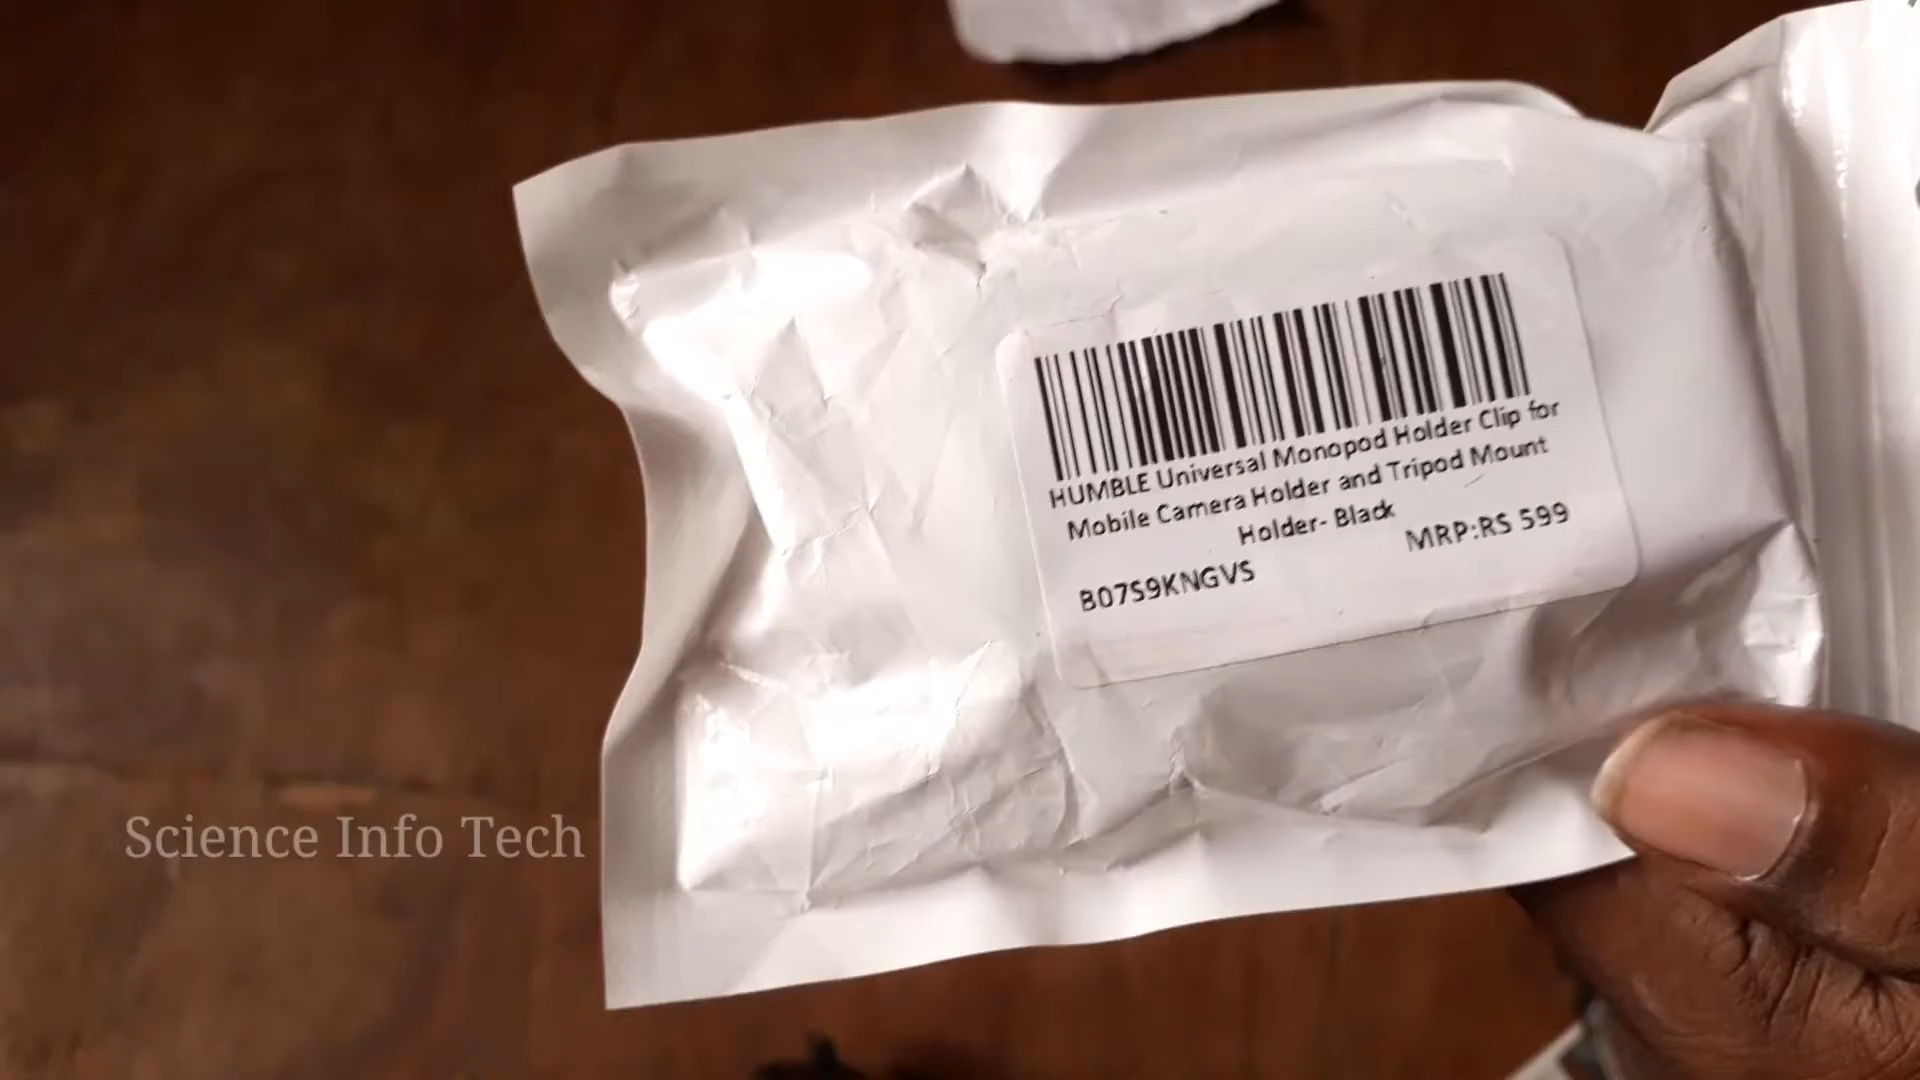 HUMBLE Universal Monopod Holder Clip for
Mobile Camera Holder and Tripod Mount
Holder- Black
MRP:RS 599
B07S9KNGVS
Science Info Tech